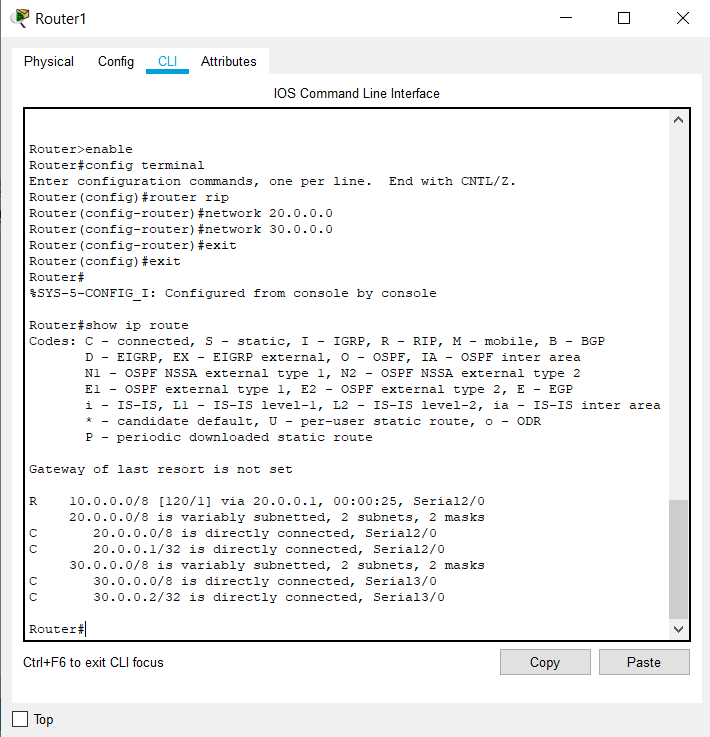 Router1
Physical Config CLI Attributes
IOS Command Line Interface
Router>enable
Router#config terminal
Enter configuration commands, one per line.  End with CNTL/Z.
Router(config)#router rip
Router(config-router)#network 20.0.0.0
Router(config-router)#network 30.0.0.0
Router(config-router)#exit
Router(config)#exit
Router#
%SYS-5-CONFIG_I: Configured from console by console
Router#show ip route
Codes: C - connected, S - static, I - IGRP, R - RIP, M - mobile, B - BGP
       D - EIGRP, EX - EIGRP external, O - OSPF, IA - OSPF inter area
       N1 - OSPF NSSA external type 1, N2 - OSPF NSSA external type 2
       E1 - OSPF external type 1, E2 - OSPF external type 2, E - EGP
       i - IS-IS, L1 - IS-IS level-1, L2 - IS-IS level-2, ia - IS-IS inter area
       * - candidate default, U - per-user static route, o - ODR
       P - periodic downloaded static route
Gateway of last resort is not set
R    10.0.0.0/8 [120/1] via 20.0.0.1, 00:00:25, Serial2/0
     20.0.0.0/8 is variably subnetted, 2 subnets, 2 masks
C       20.0.0.0/8 is directly connected, Serial2/0
C       20.0.0.1/32 is directly connected, Serial2/0
     30.0.0.0/8 is variably subnetted, 2 subnets, 2 masks
C       30.0.0.0/8 is directly connected, Serial3/0
C       30.0.0.2/32 is directly connected, Serial3/0
Router#
Ctrl+F6 to exit CLI focus
Copy Paste
Top